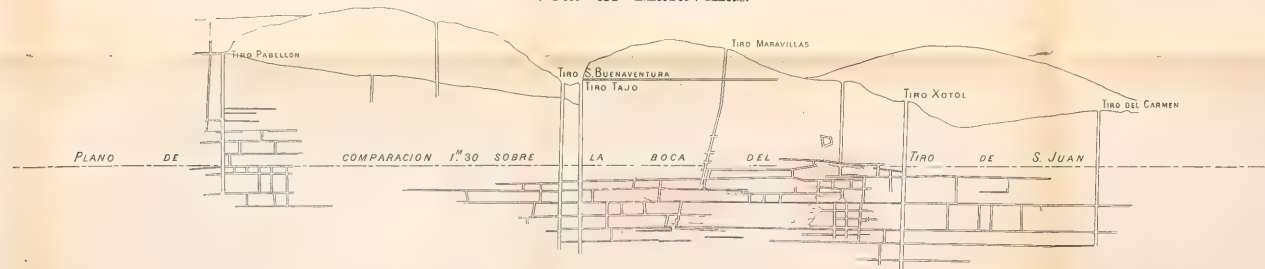 TIRO PABELLON
TIRO MARAVILLAS
TIRO S. BUENAVENTURA
TIRO TAJO
TIRO XOTOL
TIRO DEL CARMEN
PLANO DE COMPARACION 1.M30 SOBRE LA BOCA DEL TIRO DE S. JUAN